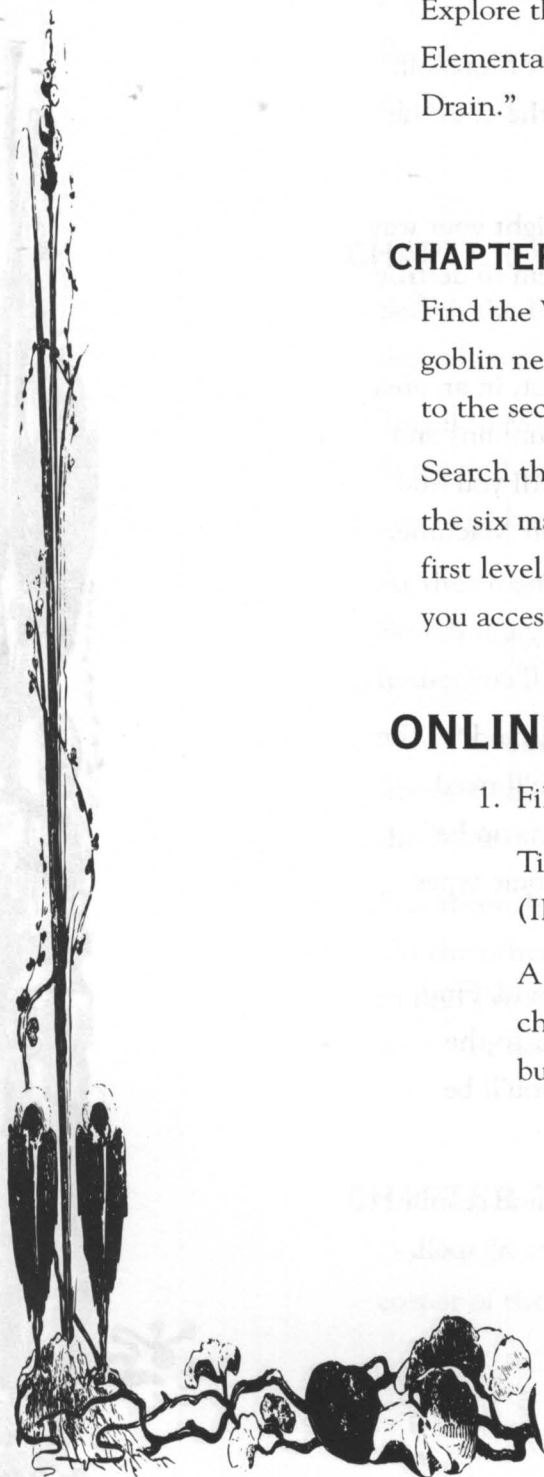 Explore th
Elementa
Drain.”
CHAPTER
Find the
goblin ne
to the sec
Search th
the six ma
first level
you acces
ONLIN
1. Fi
Ti
(II
A
ch
bu